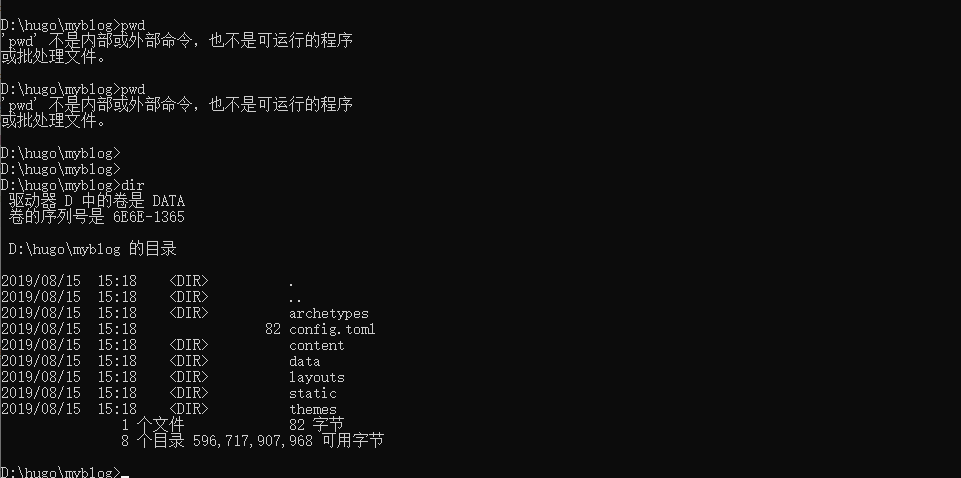 D:\hugo\myblog>pwd
'pwd' 不是内部或外部命令，也不是可运行的程序
或批处理文件。
D:\hugo\myblog>pwd
'pwd' 不是内部或外部命令，也不是可运行的程序
或批处理文件。
D:\hugo\myblog>
D:\hugo\myblog>
D:\hugo\myblog>dir
驱动器 D 中的卷是 DATA
卷的序列号是 6E6E-1365
D:\hugo\myblog 的目录
2019/08/15  15:18    <DIR>          .
2019/08/15  15:18    <DIR>          ..
2019/08/15  15:18    <DIR>          archetypes
2019/08/15  15:18                82 config.toml
2019/08/15  15:18    <DIR>          content
2019/08/15  15:18    <DIR>          data
2019/08/15  15:18    <DIR>          layouts
2019/08/15  15:18    <DIR>          static
2019/08/15  15:18    <DIR>          themes
1 个文件             82 字节
8 个目录 596,717,907,968 可用字节
D:\hugo\myblog>_